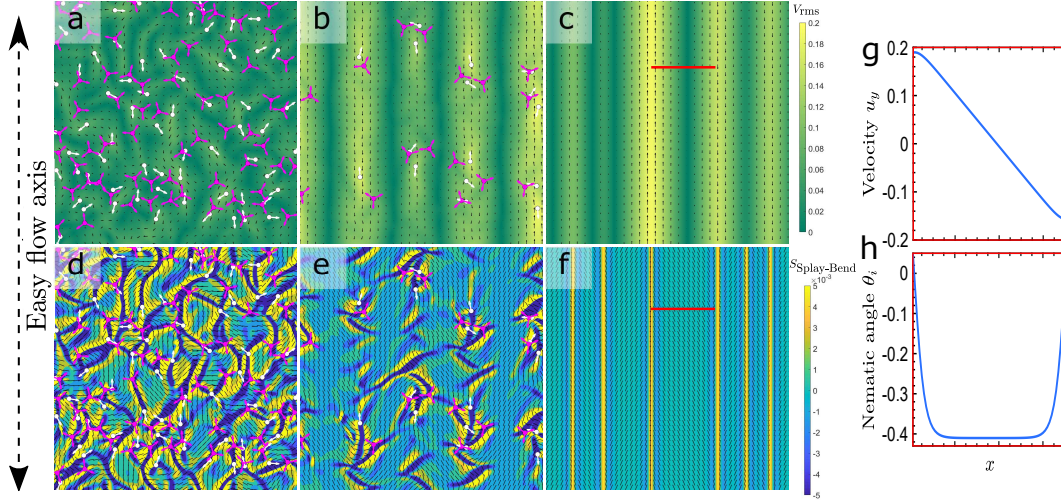 a
b
c
V_rms
0.2
0.18
0.16
0.14
0.12
0.1
0.08
0.06
0.04
0.02
0
Easy flow axis
d
e
f
S_Splay-Bend
×10⁻³
5
4
3
2
1
0
-1
-2
-3
-4
-5
g
Velocity u_y
0.2
0.1
0
-0.1
-0.2
h
Nematic angle θ_i
0
-0.1
-0.2
-0.3
-0.4
x